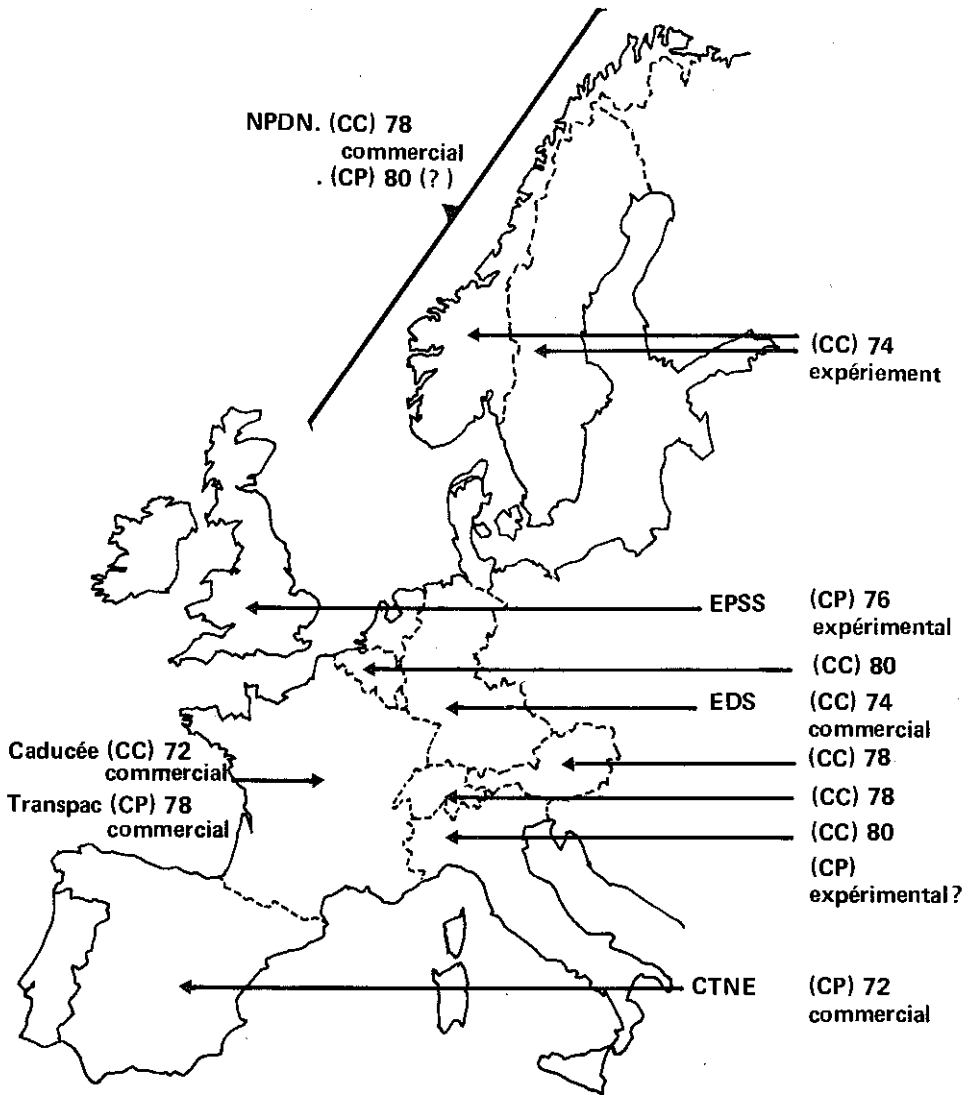 NPDN. (CC) 78
commercial
. (CP) 80 (?)
(CC) 74
expériement
EPSS (CP) 76
expérimental
(CC) 80
EDS (CC) 74
commercial
Caducée (CC) 72
commercial
(CC) 78
Transpac (CP) 78
commercial
(CC) 78
(CC) 80
(CP)
expérimental?
CTNE (CP) 72
commercial